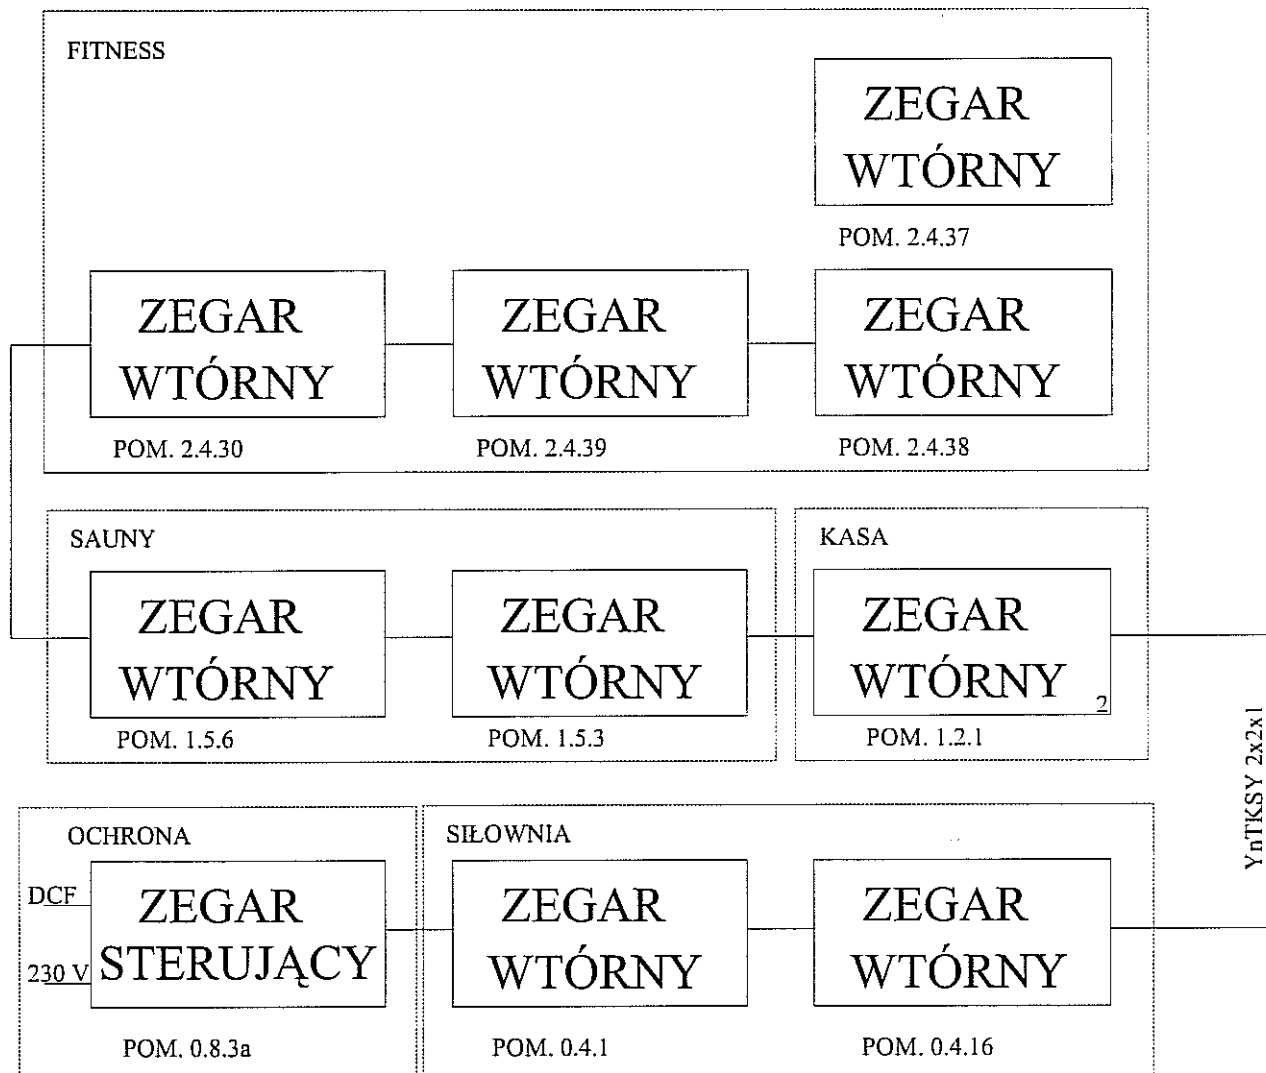 FITNESS
ZEGAR
WTÓRNY
POM. 2.4.37
ZEGAR
WTÓRNY
POM. 2.4.30
ZEGAR
WTÓRNY
POM. 2.4.39
ZEGAR
WTÓRNY
POM. 2.4.38
SAUNY
ZEGAR
WTÓRNY
POM. 1.5.6
ZEGAR
WTÓRNY
POM. 1.5.3
KASA
ZEGAR
WTÓRNY
2
POM. 1.2.1
YnTKSY 2x2x1
OCHRONA
DCF
230 V
ZEGAR
STERUJĄCY
POM. 0.8.3a
SIŁOWNIA
ZEGAR
WTÓRNY
POM. 0.4.1
ZEGAR
WTÓRNY
POM. 0.4.16